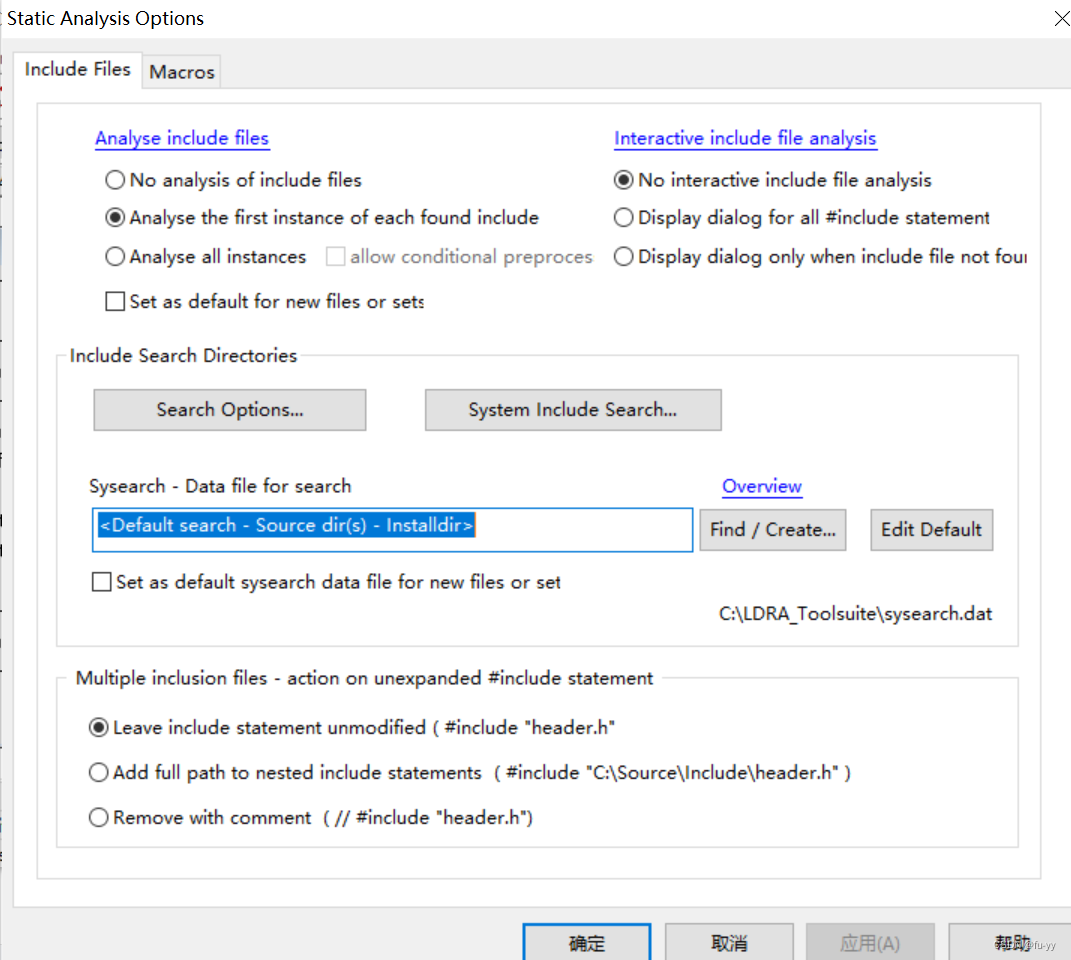 Static Analysis Options
Include Files
Macros
Analyse include files
Interactive include file analysis
No analysis of include files
No interactive include file analysis
Analyse the first instance of each found include
Display dialog for all #include statement
Analyse all instances
allow conditional preproces
Display dialog only when include file not four
Set as default for new files or sets
Include Search Directories
Search Options...
System Include Search...
Sysearch - Data file for search
Overview
<Default search - Source dir(s) - Installdir>
Find / Create...
Edit Default
Set as default sysearch data file for new files or set
C:\LDRA_Toolsuite\sysearch.dat
Multiple inclusion files - action on unexpanded #include statement
Leave include statement unmodified ( #include "header.h"
Add full path to nested include statements ( #include "C:\Source\Include\header.h" )
Remove with comment ( // #include "header.h")
确定
取消
应用(A)
帮助